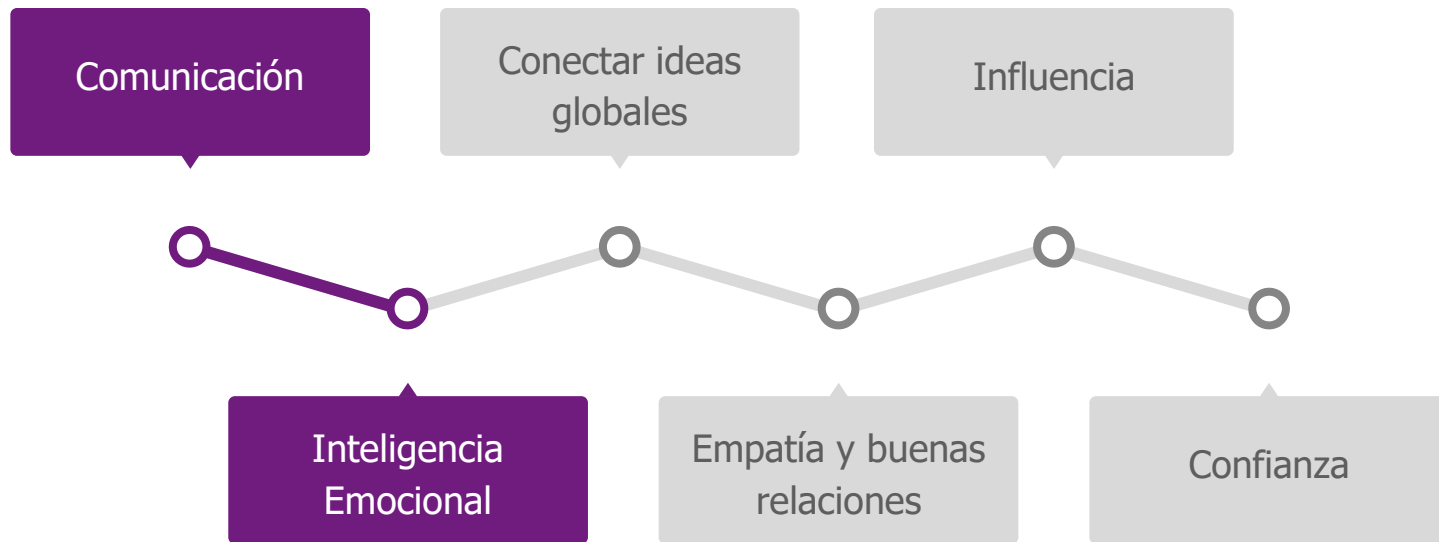 Comunicación
Conectar ideas
globales
Influencia
Inteligencia
Emocional
Empatía y buenas
relaciones
Confianza